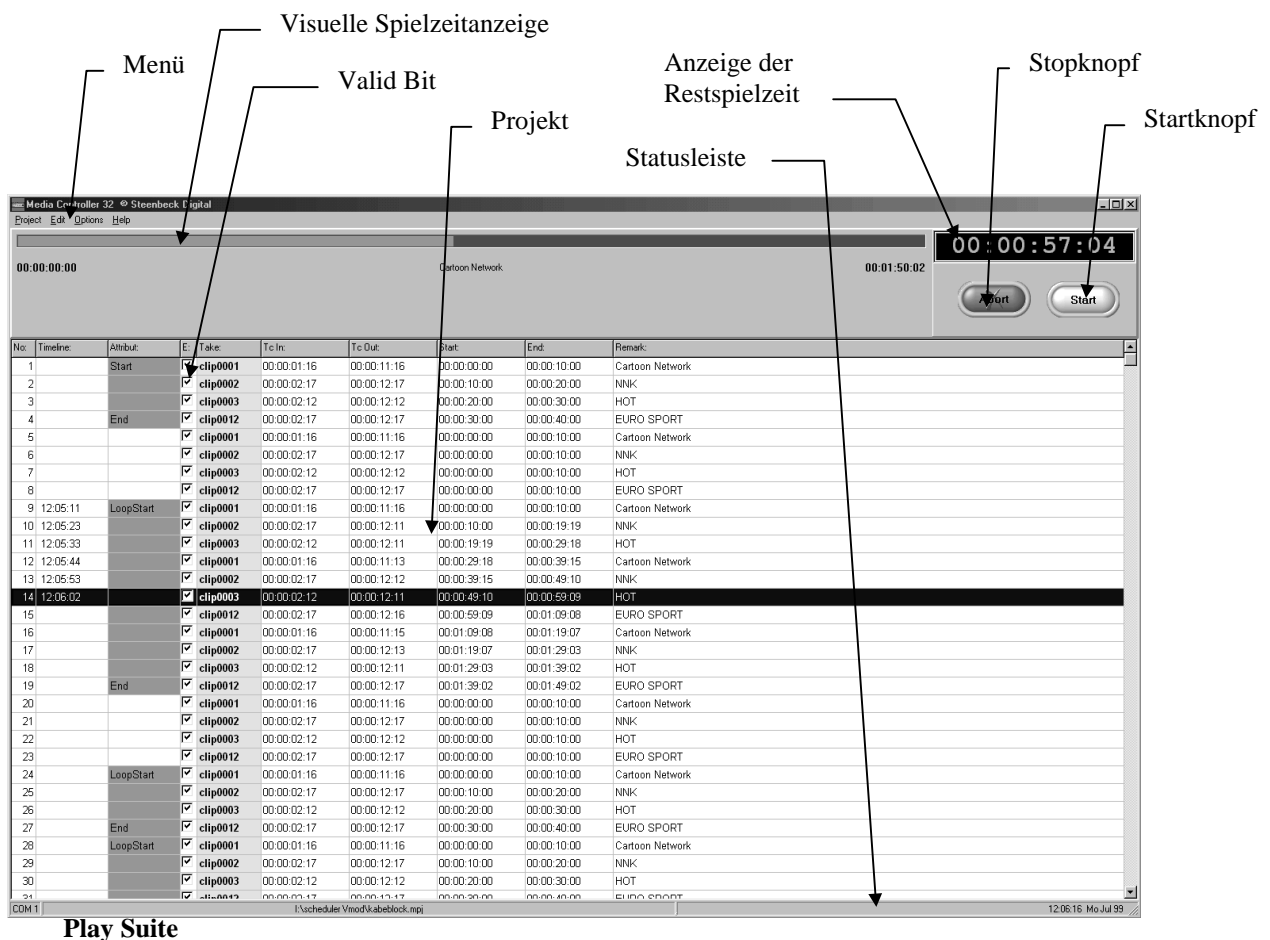 Visuelle Spielzeitanzeige
Menü
Valid Bit
Projekt
Anzeige der
Restspielzeit
Stopknopf
Startknopf
Statusleiste
Media Controller 32 © Steenbeck Digital
Project Edit Options Help
00:00:57:04
00:00:00:00 Cartoon Network 00:01:50:02
Abort Start
No: Timeline: Attribut: E: Take: Tc In: Tc Out: Start: End: Remark:
1 Start clip0001 00:00:01:16 00:00:11:16 00:00:00:00 00:00:10:00 Cartoon Network
2 clip0002 00:00:02:17 00:00:12:17 00:00:10:00 00:00:20:00 NNK
3 clip0003 00:00:02:12 00:00:12:12 00:00:20:00 00:00:30:00 HOT
4 End clip0012 00:00:02:17 00:00:12:17 00:00:30:00 00:00:40:00 EURO SPORT
5 clip0001 00:00:01:16 00:00:11:16 00:00:00:00 00:00:10:00 Cartoon Network
6 clip0002 00:00:02:17 00:00:12:17 00:00:00:00 00:00:10:00 NNK
7 clip0003 00:00:02:12 00:00:12:12 00:00:00:00 00:00:10:00 HOT
8 clip0012 00:00:02:17 00:00:12:17 00:00:00:00 00:00:10:00 EURO SPORT
9 12:05:11 LoopStart clip0001 00:00:01:16 00:00:11:16 00:00:00:00 00:00:10:00 Cartoon Network
10 12:05:23 clip0002 00:00:02:17 00:00:12:11 00:00:10:00 00:00:19:19 NNK
11 12:05:33 clip0003 00:00:02:12 00:00:12:11 00:00:19:19 00:00:29:18 HOT
12 12:05:44 clip0001 00:00:01:16 00:00:11:13 00:00:29:18 00:00:39:15 Cartoon Network
13 12:05:53 clip0002 00:00:02:17 00:00:12:12 00:00:39:15 00:00:49:10 NNK
14 12:06:02 clip0003 00:00:02:12 00:00:12:11 00:00:49:10 00:00:59:09 HOT
15 clip0012 00:00:02:17 00:00:12:16 00:00:59:09 00:01:09:08 EURO SPORT
16 clip0001 00:00:01:16 00:00:11:15 00:01:09:08 00:01:19:07 Cartoon Network
17 clip0002 00:00:02:17 00:00:12:13 00:01:19:07 00:01:29:03 NNK
18 clip0003 00:00:02:12 00:00:12:11 00:01:29:03 00:01:39:02 HOT
19 End clip0012 00:00:02:17 00:00:12:17 00:01:39:02 00:01:49:02 EURO SPORT
20 clip0001 00:00:01:16 00:00:11:16 00:00:00:00 00:00:10:00 Cartoon Network
21 clip0002 00:00:02:17 00:00:12:17 00:00:00:00 00:00:10:00 NNK
22 clip0003 00:00:02:12 00:00:12:12 00:00:00:00 00:00:10:00 HOT
23 clip0012 00:00:02:17 00:00:12:17 00:00:00:00 00:00:10:00 EURO SPORT
24 LoopStart clip0001 00:00:01:16 00:00:11:16 00:00:00:00 00:00:10:00 Cartoon Network
25 clip0002 00:00:02:17 00:00:12:17 00:00:10:00 00:00:20:00 NNK
26 clip0003 00:00:02:12 00:00:12:12 00:00:20:00 00:00:30:00 HOT
27 End clip0012 00:00:02:17 00:00:12:17 00:00:30:00 00:00:40:00 EURO SPORT
28 LoopStart clip0001 00:00:01:16 00:00:11:16 00:00:00:00 00:00:10:00 Cartoon Network
29 clip0002 00:00:02:17 00:00:12:17 00:00:10:00 00:00:20:00 NNK
30 clip0003 00:00:02:12 00:00:12:12 00:00:20:00 00:00:30:00 HOT
31 clip0012 00:00:02:17 00:00:12:17 00:00:30:00 00:00:40:00 EURO SPORT
COM 1 I:\scheduler Vmod\kabeblock.mpj 12:06:16 Mo Jul 99
Play Suite